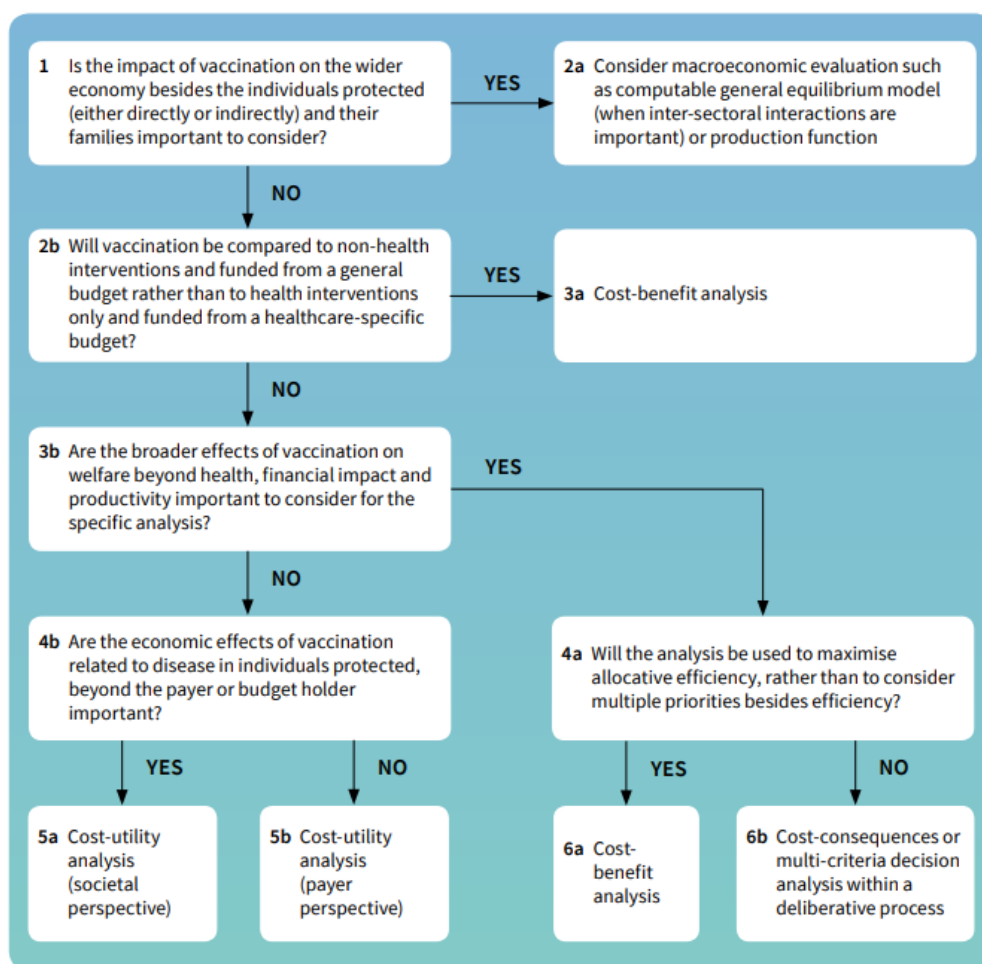 1 Is the impact of vaccination on the wider
economy besides the individuals protected
(either directly or indirectly) and their
families important to consider?
YES
2a Consider macroeconomic evaluation such
as computable general equilibrium model
(when inter-sectoral interactions are
important) or production function
NO
2b Will vaccination be compared to non-health
interventions and funded from a general
budget rather than to health interventions
only and funded from a healthcare-specific
budget?
YES
3a Cost-benefit analysis
NO
3b Are the broader effects of vaccination on
welfare beyond health, financial impact and
productivity important to consider for the
specific analysis?
YES
NO
4b Are the economic effects of vaccination
related to disease in individuals protected,
beyond the payer or budget holder
important?
4a Will the analysis be used to maximise
allocative efficiency, rather than to consider
multiple priorities besides efficiency?
YES
NO
YES
NO
5a Cost-utility
analysis
(societal
perspective)
5b Cost-utility
analysis
(payer
perspective)
6a Cost-
benefit
analysis
6b Cost-consequences or
multi-criteria decision
analysis within a
deliberative process